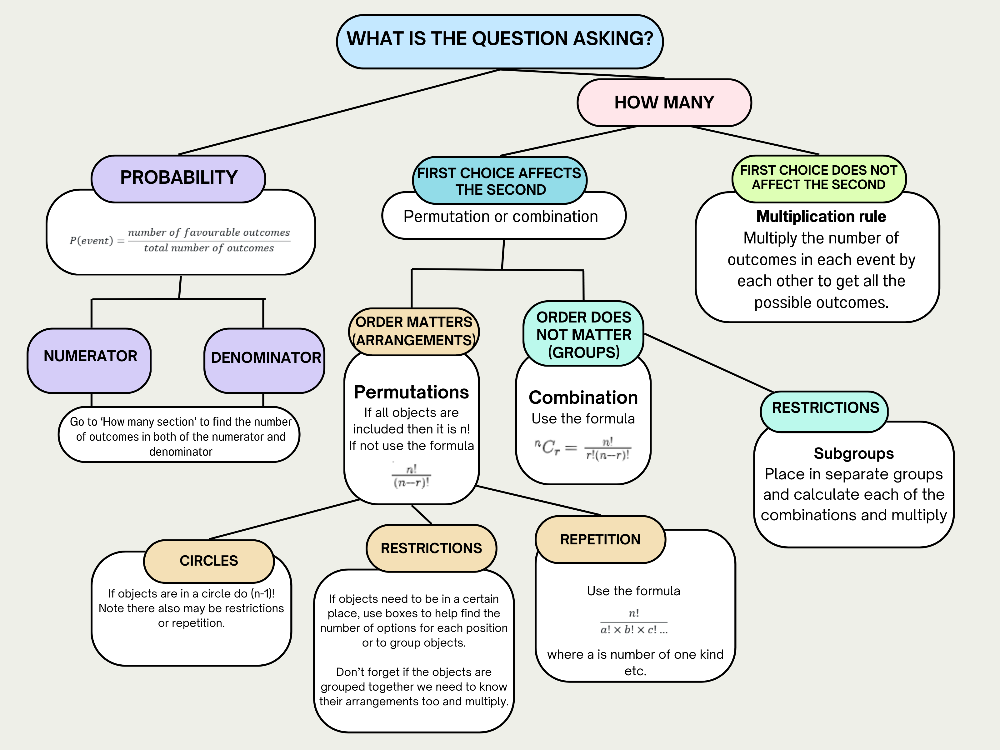 WHAT IS THE QUESTION ASKING?
HOW MANY
PROBABILITY
P(event) = number of favourable outcomes / total number of outcomes
NUMERATOR
DENOMINATOR
Go to ‘How many section’ to find the number
of outcomes in both of the numerator and
denominator
FIRST CHOICE AFFECTS
THE SECOND
Permutation or combination
FIRST CHOICE DOES NOT
AFFECT THE SECOND
Multiplication rule
Multiply the number of
outcomes in each event by
each other to get all the
possible outcomes.
ORDER MATTERS
(ARRANGEMENTS)
Permutations
If all objects are
included then it is n!
If not use the formula
n! / (n−r)!
ORDER DOES
NOT MATTER
(GROUPS)
Combination
Use the formula
ⁿCᵣ = n! / r!(n−r)!
RESTRICTIONS
Subgroups
Place in separate groups
and calculate each of the
combinations and multiply
CIRCLES
If objects are in a circle do (n-1)!
Note there also may be restrictions
or repetition.
RESTRICTIONS
If objects need to be in a certain
place, use boxes to help find the
number of options for each position
or to group objects.
Don’t forget if the objects are
grouped together we need to know
their arrangements too and multiply.
REPETITION
Use the formula
n! / a! × b! × c! ...
where a is number of one kind
etc.